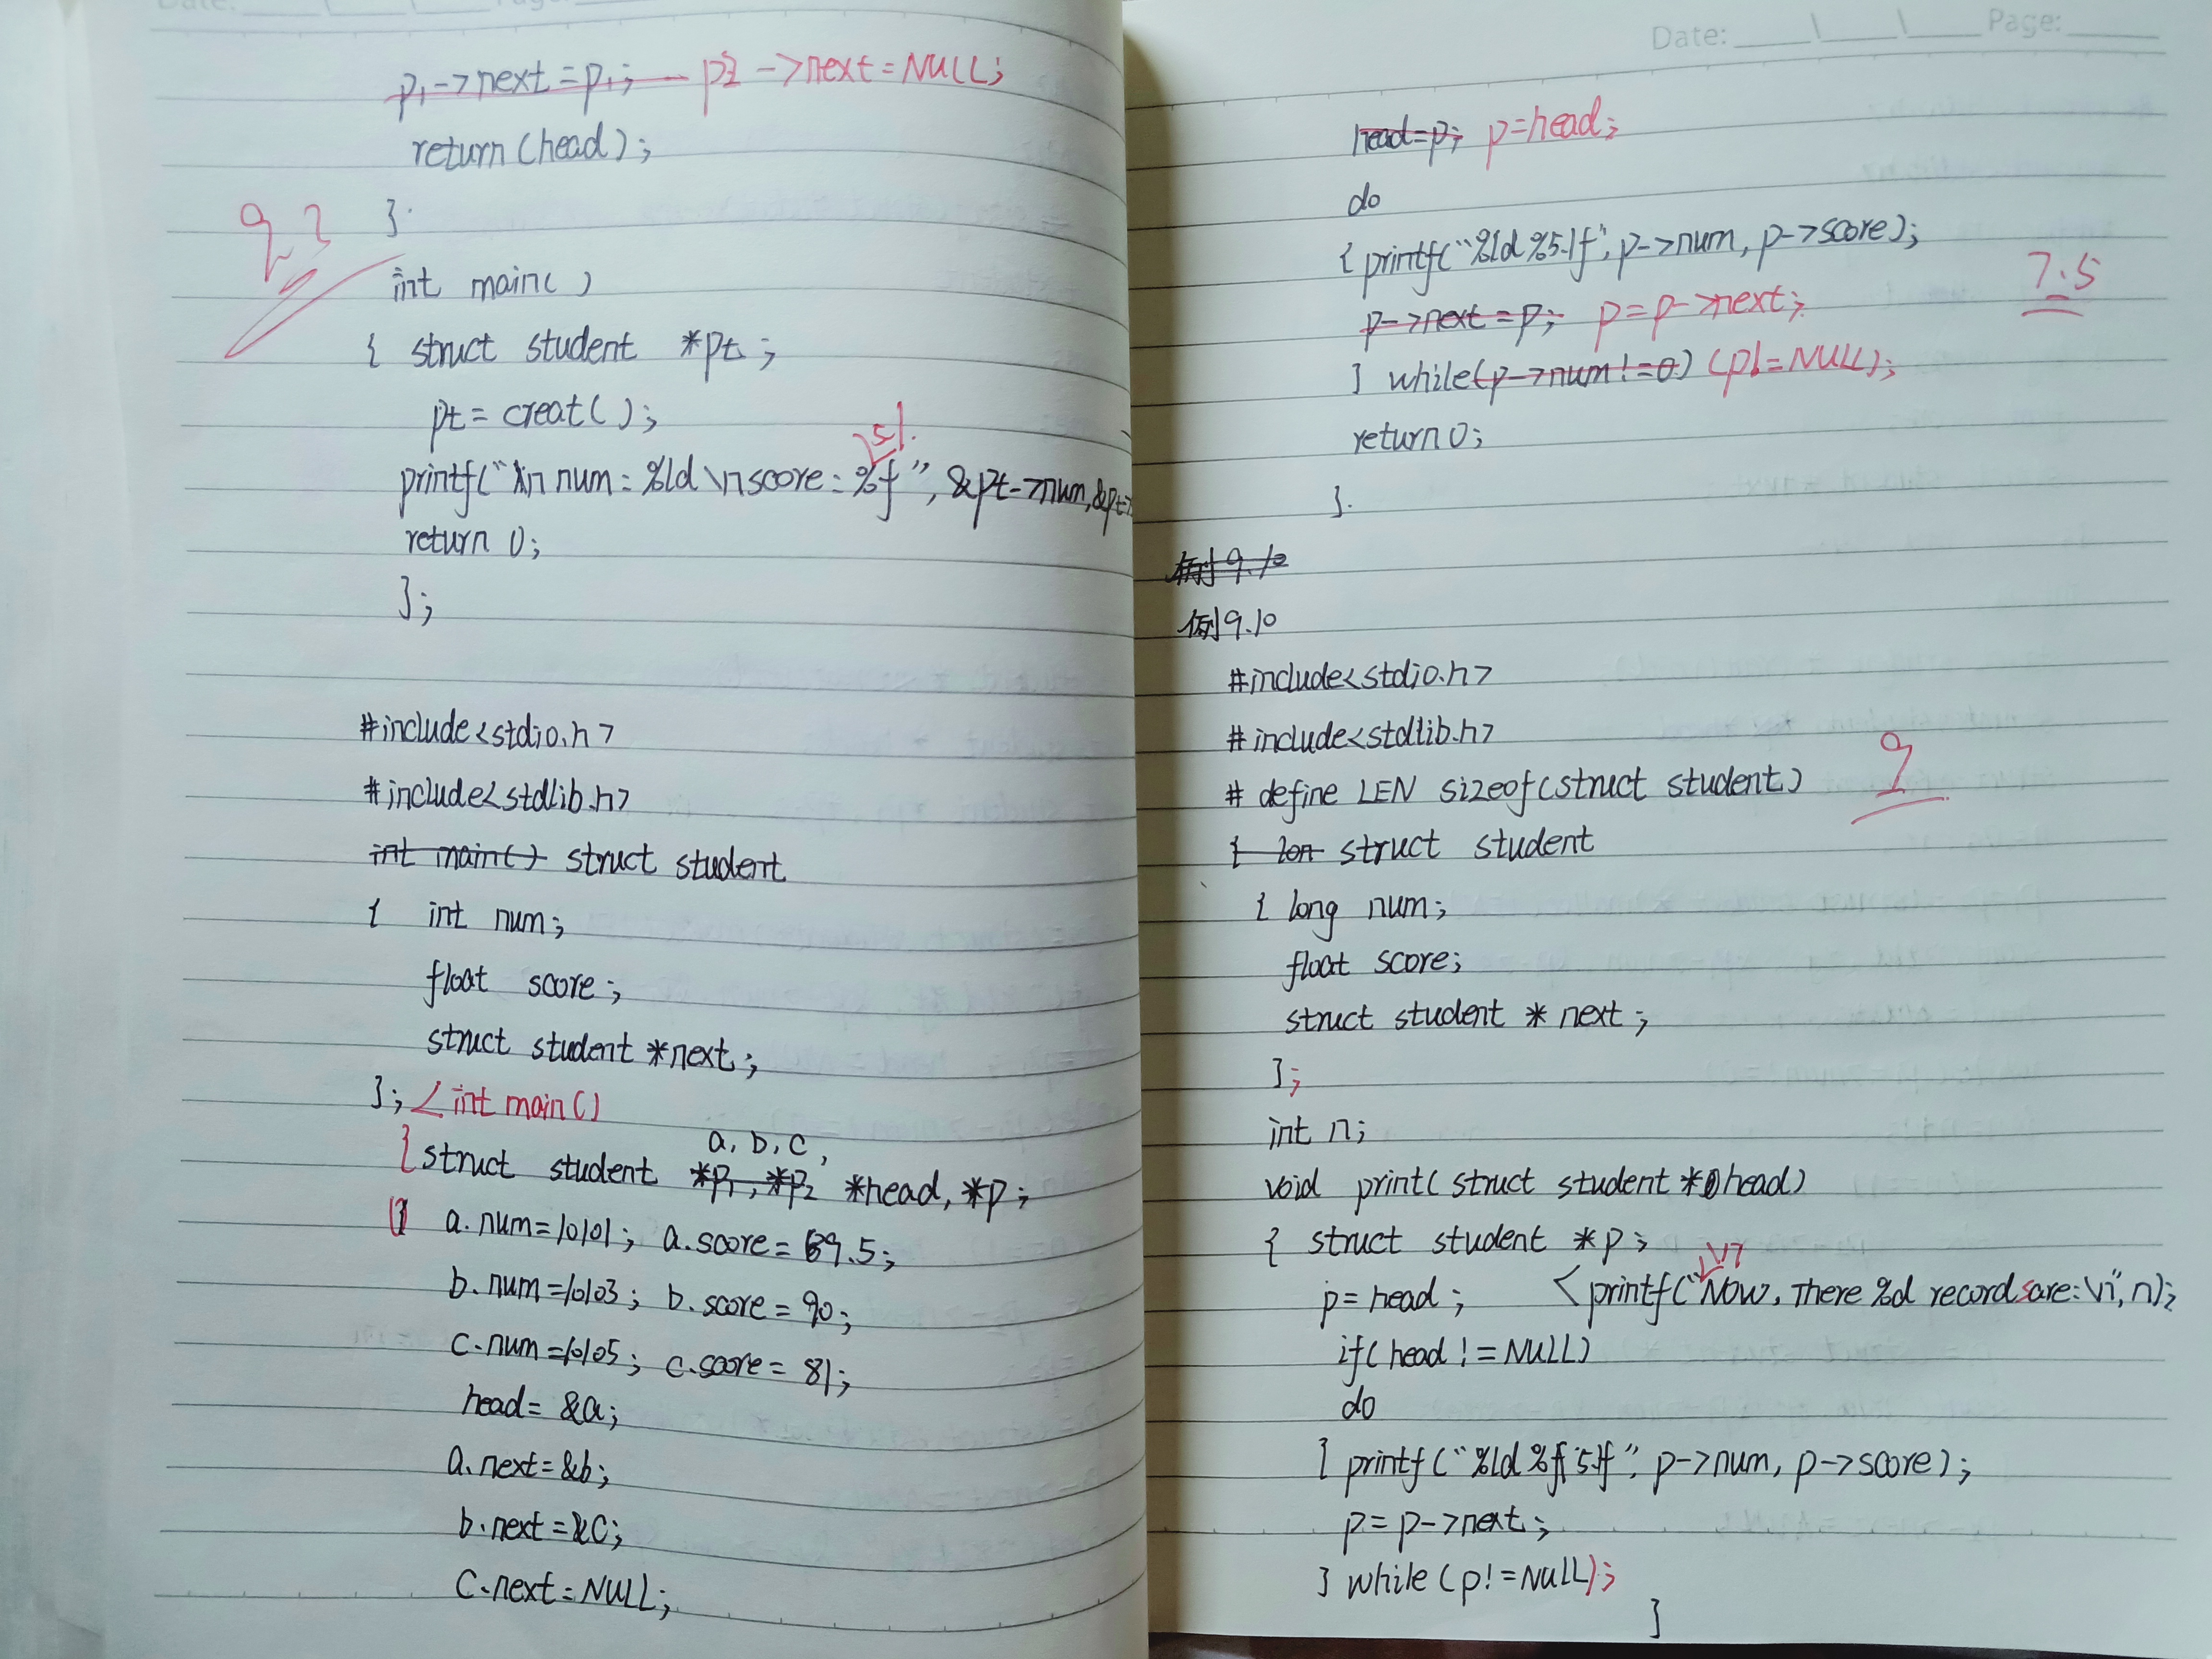 p1->next=p1; p2->next=NULL;
return(head);
}
9.2
int main()
{ struct student *pt;
pt=creat();
5.1
printf("\n num=%ld\nscore=%f", &pt->num,&pt->
return 0;
};
#include<stdio.h>
#include<stdlib.h>
int main() struct student
{ int num;
float score;
struct student *next;
}; int main()
a, b, c,
{struct student *p1,*p2 *head,*p;
a.num=10101; a.score=89.5;
b.num=10103; b.score=90;
c.num=10105; c.score=81;
head=&a;
a.next=&b;
b.next=&c;
c.next=NULL;
Date: Page:
head=p; p=head;
do
{printf("%ld%5.1f",p->num,p->score);
7.5
p->next=p; p=p->next;
} while(p->num!=0) (p!=NULL);
return 0;
}
例9.10
例9.10
#include<stdio.h>
#include<stdlib.h>
9
# define LEN sizeof(struct student)
{ lon struct student
{ long num;
float score;
struct student *next;
};
int n;
void print(struct student *head)
{ struct student *p;
\n
p=head; printf("Now,There %d records are:\n",n);
if(head!=NULL)
do
{ printf("%ld %5.1f", p->num, p->score);
p=p->next;
} while(p!=NULL);
}